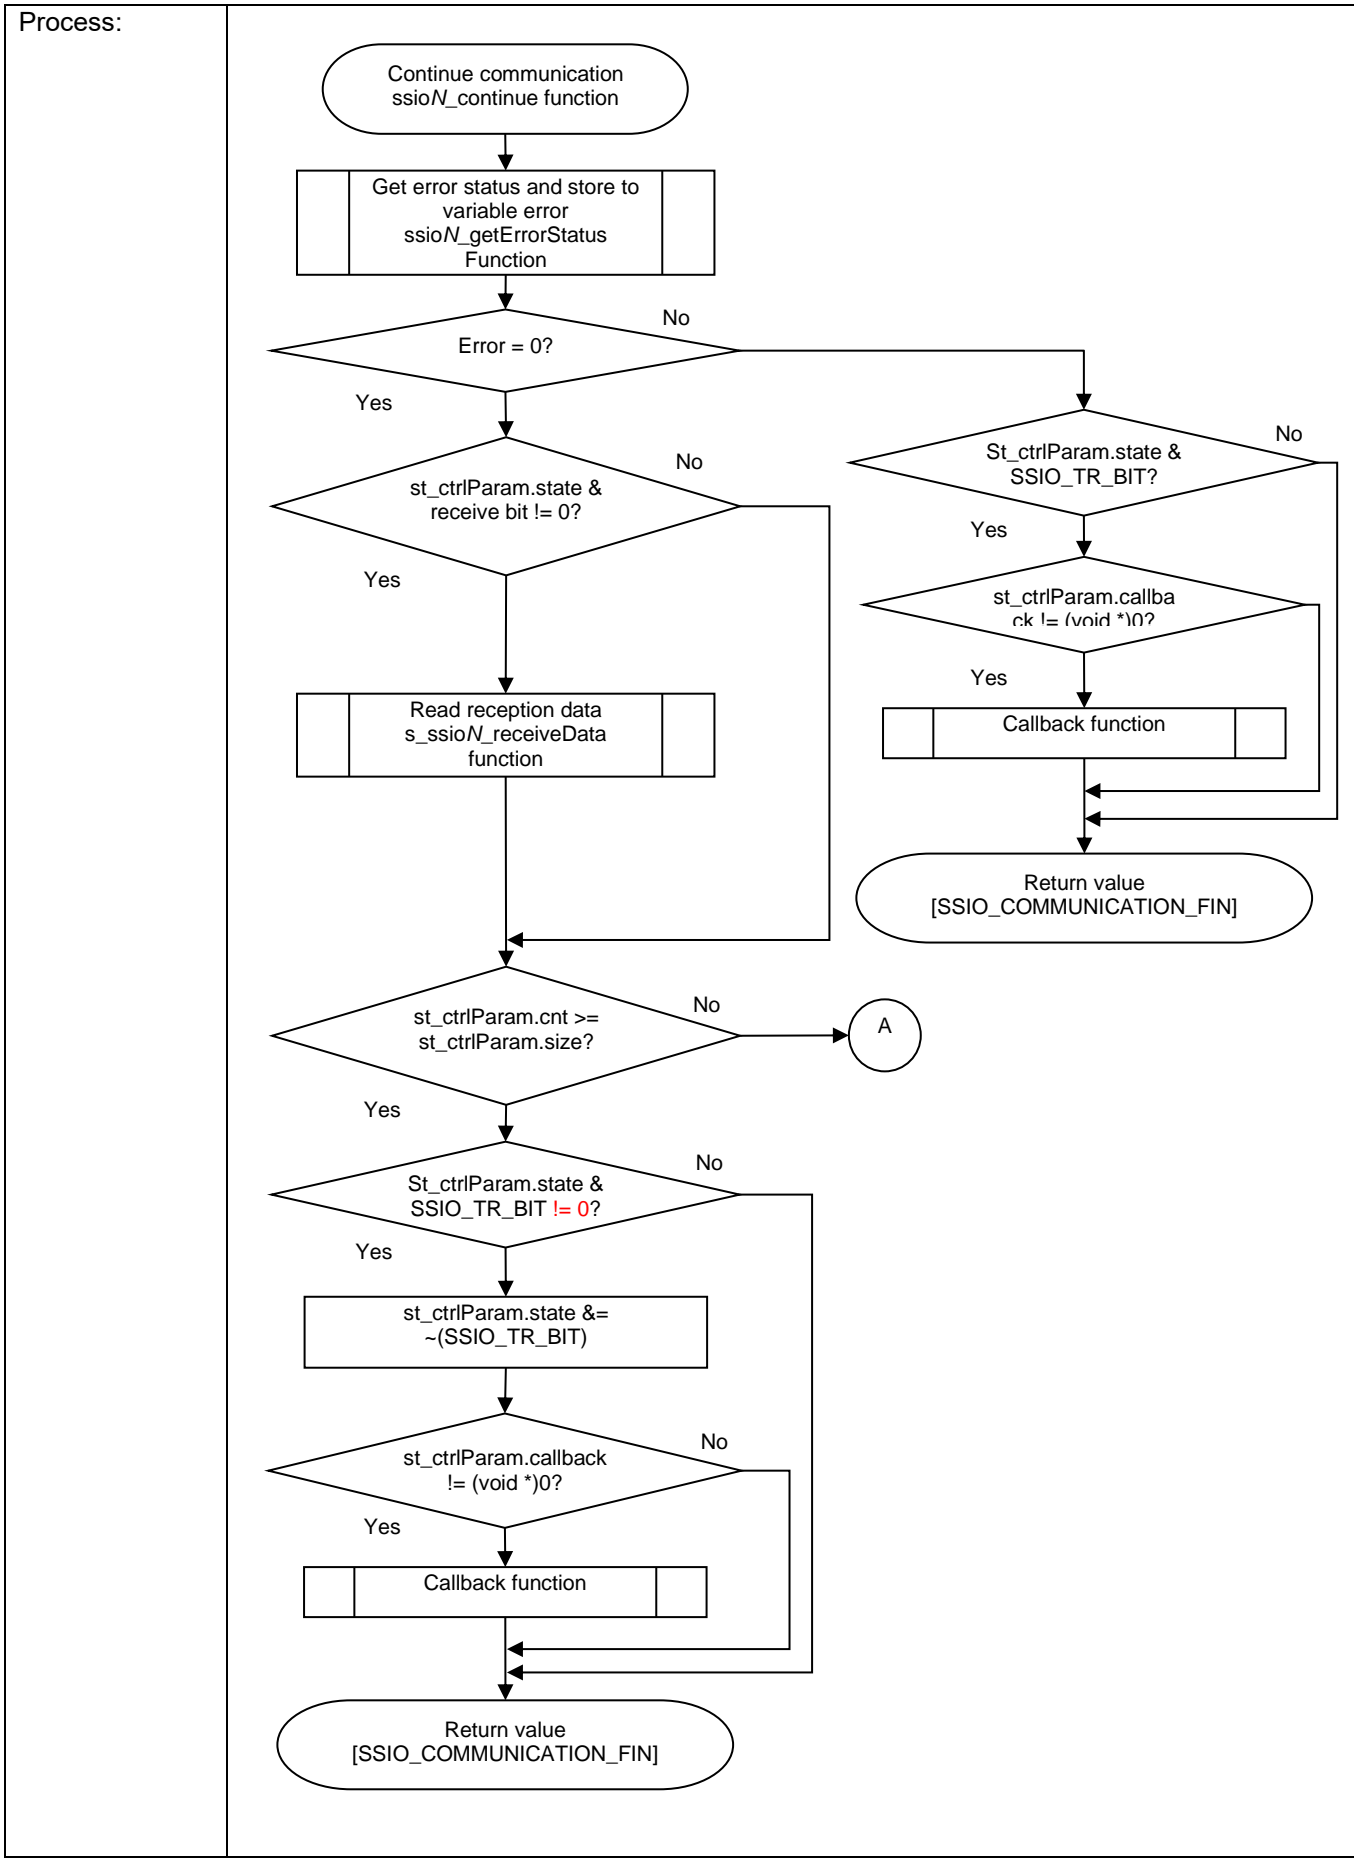 Process:
Continue communication
ssioN_continue function
Get error status and store to
variable error
ssioN_getErrorStatus
Function
No
Error = 0?
Yes
No
St_ctrlParam.state &
SSIO_TR_BIT?
No
st_ctrlParam.state &
receive bit != 0?
Yes
Yes
st_ctrlParam.callba
ck != (void *)0?
Yes
Read reception data
s_ssioN_receiveData
function
Callback function
Return value
[SSIO_COMMUNICATION_FIN]
No
st_ctrlParam.cnt >=
st_ctrlParam.size?
A
Yes
No
St_ctrlParam.state &
SSIO_TR_BIT != 0?
Yes
st_ctrlParam.state &=
~(SSIO_TR_BIT)
No
st_ctrlParam.callback
!= (void *)0?
Yes
Callback function
Return value
[SSIO_COMMUNICATION_FIN]